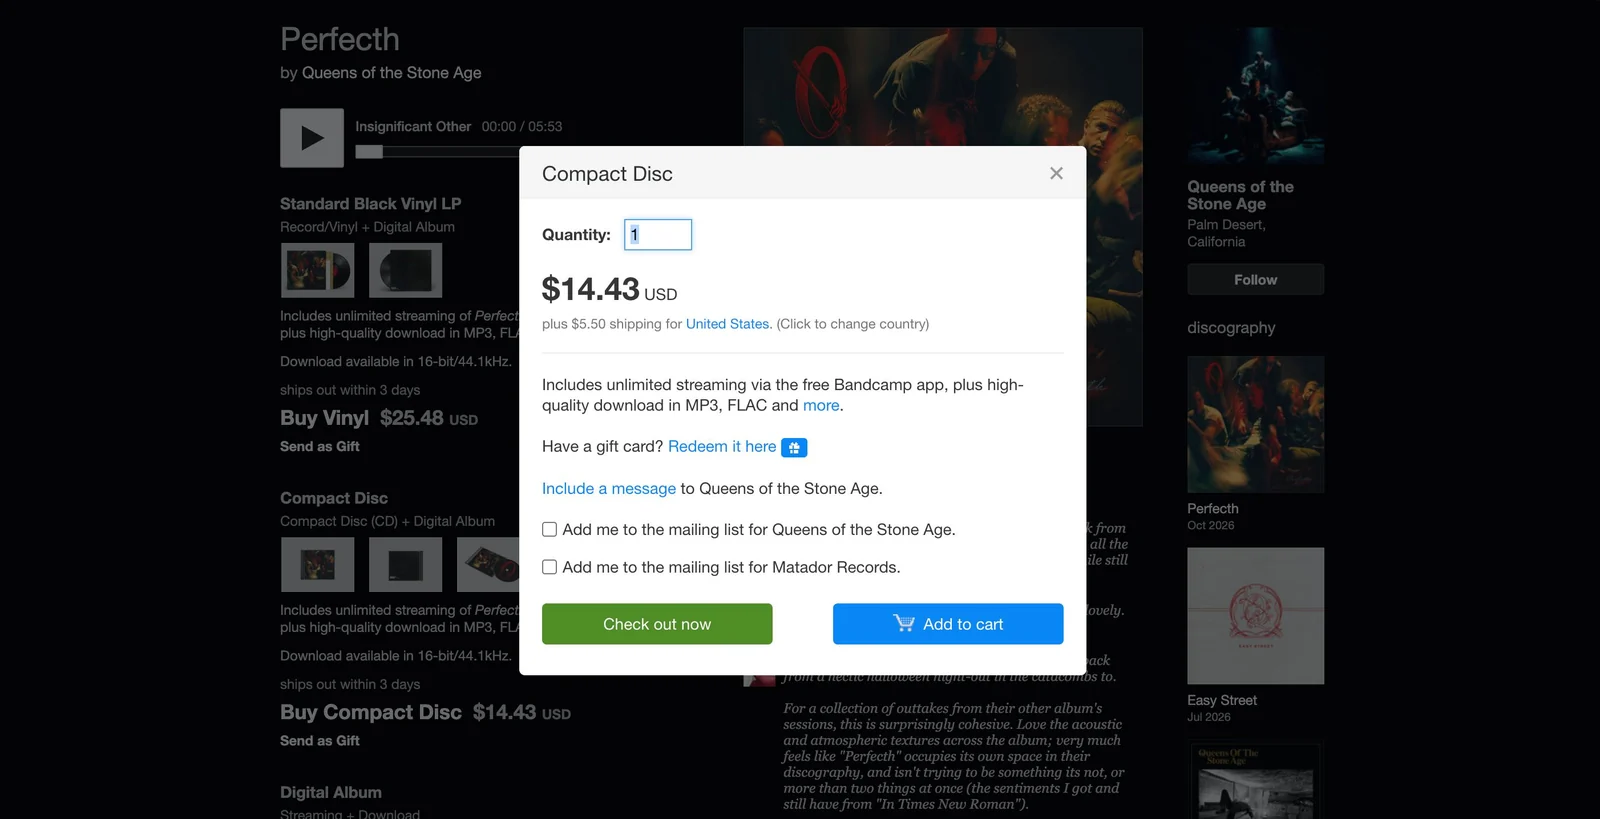 Perfecth
by Queens of the Stone Age
Insignificant Other 00:00 / 05:53
Standard Black Vinyl LP
Record/Vinyl + Digital Album
Includes unlimited streaming of Perfect
plus high-quality download in MP3, FLA
Download available in 16-bit/44.1kHz.
ships out within 3 days
Buy Vinyl $25.48 USD
Send as Gift
Compact Disc
Compact Disc (CD) + Digital Album
Includes unlimited streaming of Perfect
plus high-quality download in MP3, FLA
Download available in 16-bit/44.1kHz.
ships out within 3 days
Buy Compact Disc $14.43 USD
Send as Gift
Digital Album
Streaming + Download
Compact Disc
Quantity: 1
$14.43 USD
plus $5.50 shipping for United States. (Click to change country)
Includes unlimited streaming via the free Bandcamp app, plus high-
quality download in MP3, FLAC and more.
Have a gift card? Redeem it here
Include a message to Queens of the Stone Age.
Add me to the mailing list for Queens of the Stone Age.
Add me to the mailing list for Matador Records.
Check out now
Add to cart
from
all the
ile still
lovely.
back
from a hectic halloween night-out in the catacombs to.
For a collection of outtakes from their other album's
sessions, this is surprisingly cohesive. Love the acoustic
and atmospheric textures across the album; very much
feels like "Perfecth" occupies its own space in their
discography, and isn't trying to be something its not, or
more than two things at once (the sentiments I got and
still have from "In Times New Roman").
Queens of the
Stone Age
Palm Desert,
California
Follow
discography
Perfecth
Oct 2026
EASY STREET
Easy Street
Jul 2026
Queens Of The
Stone Age